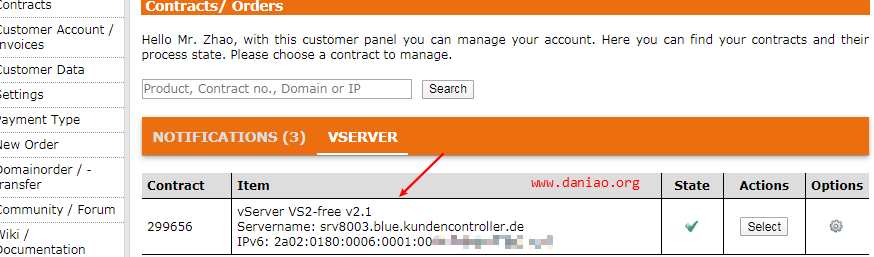 Contracts
Customer Account /
Invoices
Customer Data
Settings
Payment Type
New Order
Domainorder / -
transfer
Community / Forum
Wiki /
Documentation
Contracts/ Orders
Hello Mr. Zhao, with this customer panel you can manage your account. Here you can find your contracts and their
process state. Please choose a contract to manage.
Product, Contract no., Domain or IP Search
NOTIFICATIONS (3) VSERVER
www.daniao.org
Contract Item State Actions Options
299656
vServer VS2-free v2.1
Servername: srv8003.blue.kundencontroller.de
IPv6: 2a02:0180:0006:0001:00
Select